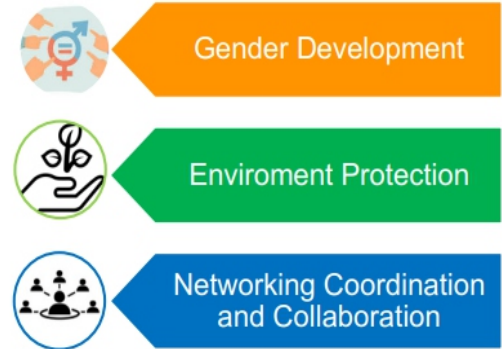 Gender Development
Enviroment Protection
Networking Coordination
and Collaboration